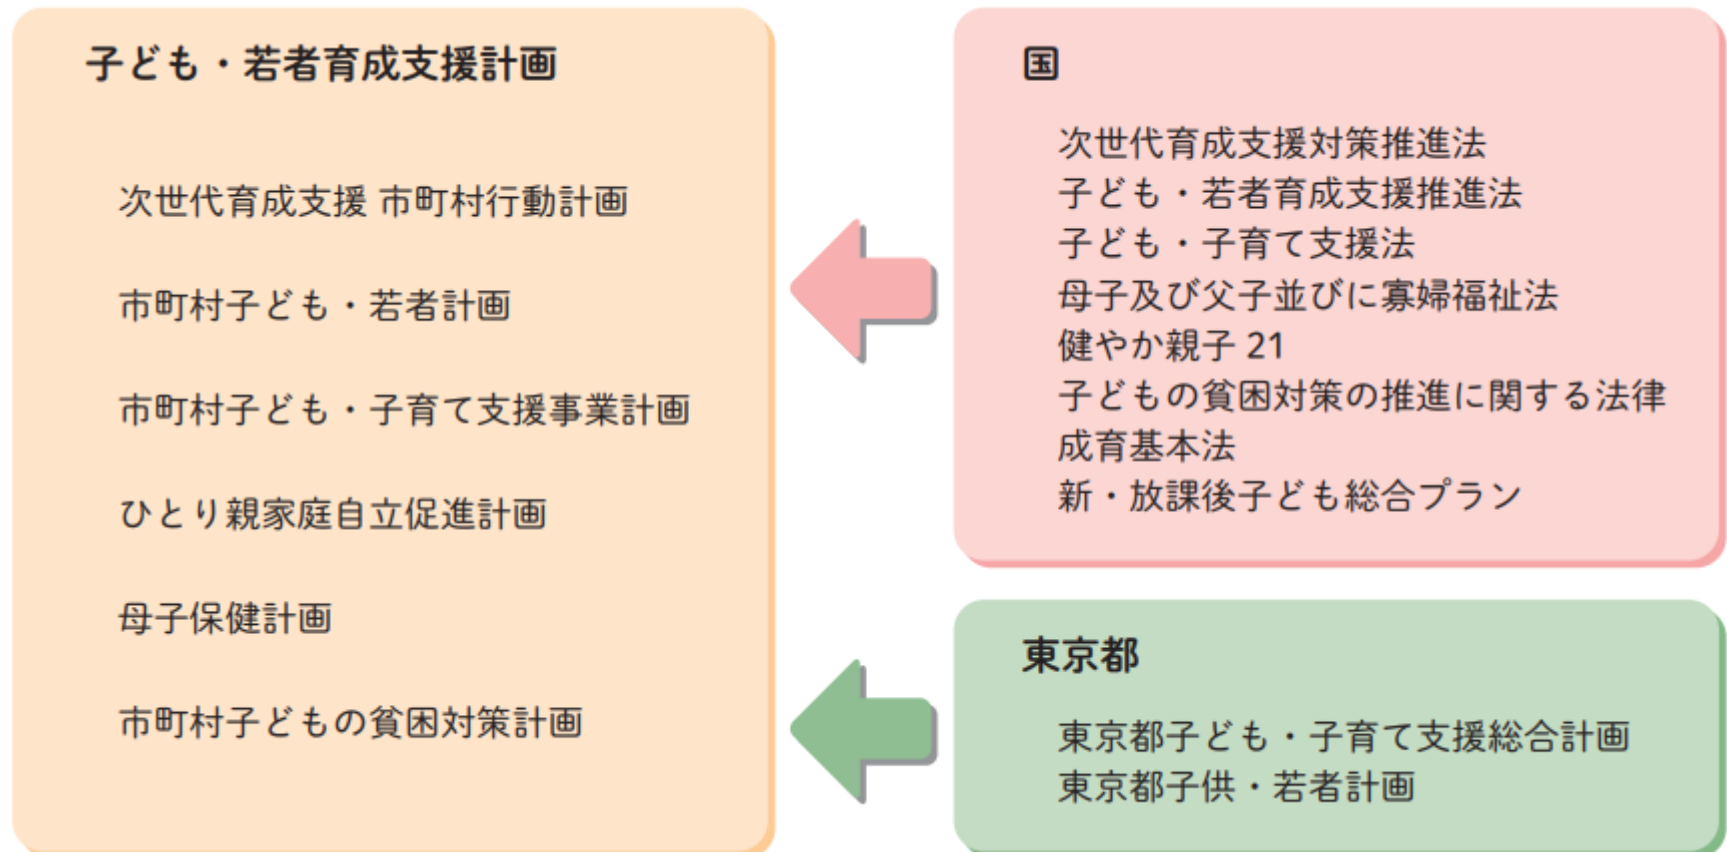 子ども・若者育成支援計画
次世代育成支援 市町村行動計画
市町村子ども・若者計画
市町村子ども・子育て支援事業計画
ひとり親家庭自立促進計画
母子保健計画
市町村子どもの貧困対策計画
国
次世代育成支援対策推進法
子ども・若者育成支援推進法
子ども・子育て支援法
母子及び父子並びに寡婦福祉法
健やか親子 21
子どもの貧困対策の推進に関する法律
成育基本法
新・放課後子ども総合プラン
東京都
東京都子ども・子育て支援総合計画
東京都子供・若者計画